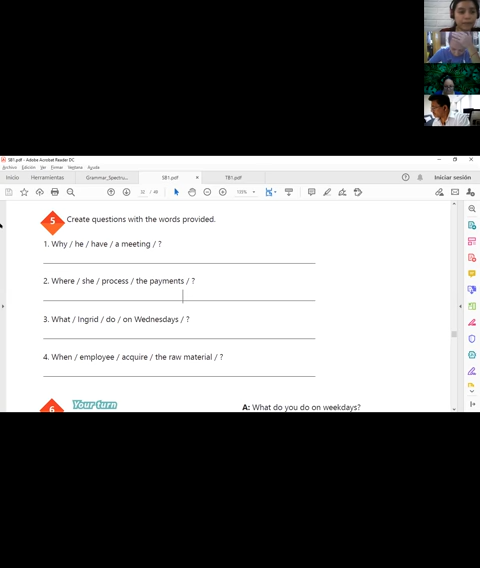 SB1.pdf - Adobe Acrobat Reader DC
Archivo Edición Ver Firmar Ventana Ayuda
Inicio Herramientas Grammar_Spectru... SB1.pdf × TB1.pdf Iniciar sesión
32 / 48 135%
5 Create questions with the words provided.
1. Why / he / have / a meeting / ?
2. Where / she / process / the payments / ?
3. What / Ingrid / do / on Wednesdays / ?
4. When / employee / acquire / the raw material / ?
6 Your turn
A: What do you do on weekdays?